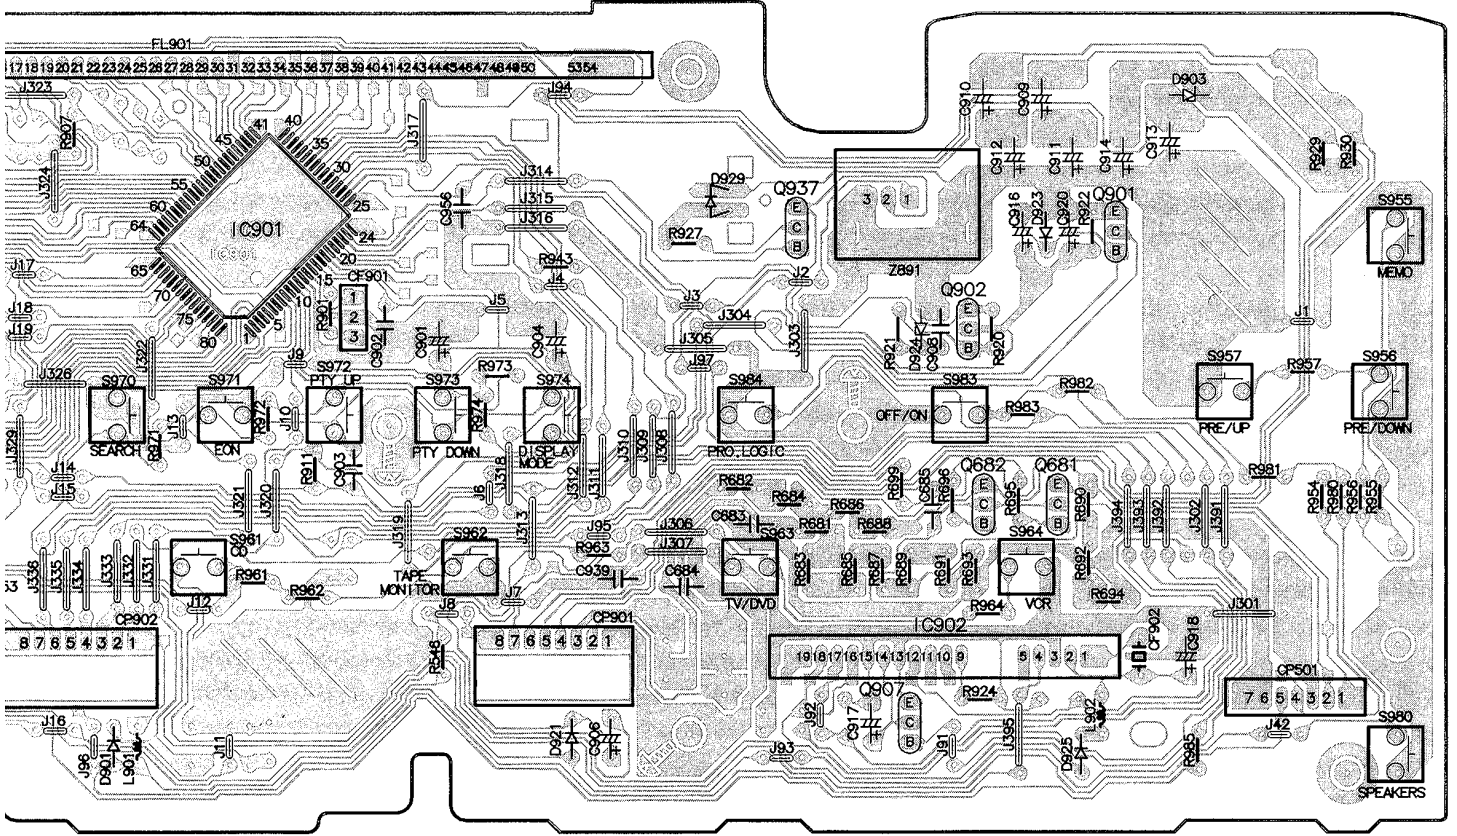 FL901
17 18 19 20 21 22 23 24 25 26 27 28 29 30 31 32 33 34 35 36 37 38 39 40 41 42 43 44 45 46 47 48 49 50 53 54
J323
J94
D903
C910
C909
R907
J317
C912
C911
C914
C913
R929
R930
41
40
45
35
50
30
J324
55
25
60
64
24
IC901
IC901
65
20
70
15
75
10
80
1
5
J314
J315
J316
C956
D929
Q937
E
C
B
R927
3 2 1
Z891
C916
D923
C920
R922
Q901
E
C
B
S955
MEMO
J17
R943
J4
CF901
1
2
3
R901
C902
J2
J3
J5
J18
J19
C901
C904
J304
J305
J303
J97
Q902
E
C
B
R921
D924
C908
R920
J1
J322
J9
J326
S970
SEARCH
S971
EON
S972
PTY UP
S973
PTY DOWN
R973
S974
DISPLAY
MODE
S984
PRO.LOGIC
S983
OFF/ON
R982
R983
S957
PRE/UP
R957
S956
PRE/DOWN
J329
R971
J13
R972
J10
R974
J310
J309
J308
J14
J15
R911
C903
J318
J312
J311
J321
J320
J6
J319
J313
R682
R684
R686
R699
C685
R696
Q682
E
C
B
R695
Q681
E
C
B
R690
R981
J394
J393
J392
J302
J391
R954
R980
R956
R955
C683
R681
R688
J95
J306
J307
R963
S961
CD
S962
TAPE
MONITOR
S963
TV/DVD
S964
VCR
53
J336
J335
J334
J333
J332
J331
R961
R962
J12
C939
C684
R683
R685
R687
R689
R691
R693
R692
R694
R964
J7
J8
J301
CP902
8 7 6 5 4 3 2 1
CP901
8 7 6 5 4 3 2 1
R546
IC902
19 18 17 16 15 14 13 12 11 10 9 5 4 3 2 1
CF902
C918
CP501
7 6 5 4 3 2 1
Q907
E
C
B
R924
J92
C917
J16
J96
D901
L901
J11
D921
C906
J93
J91
J395
L902
D925
R985
J42
S980
SPEAKERS